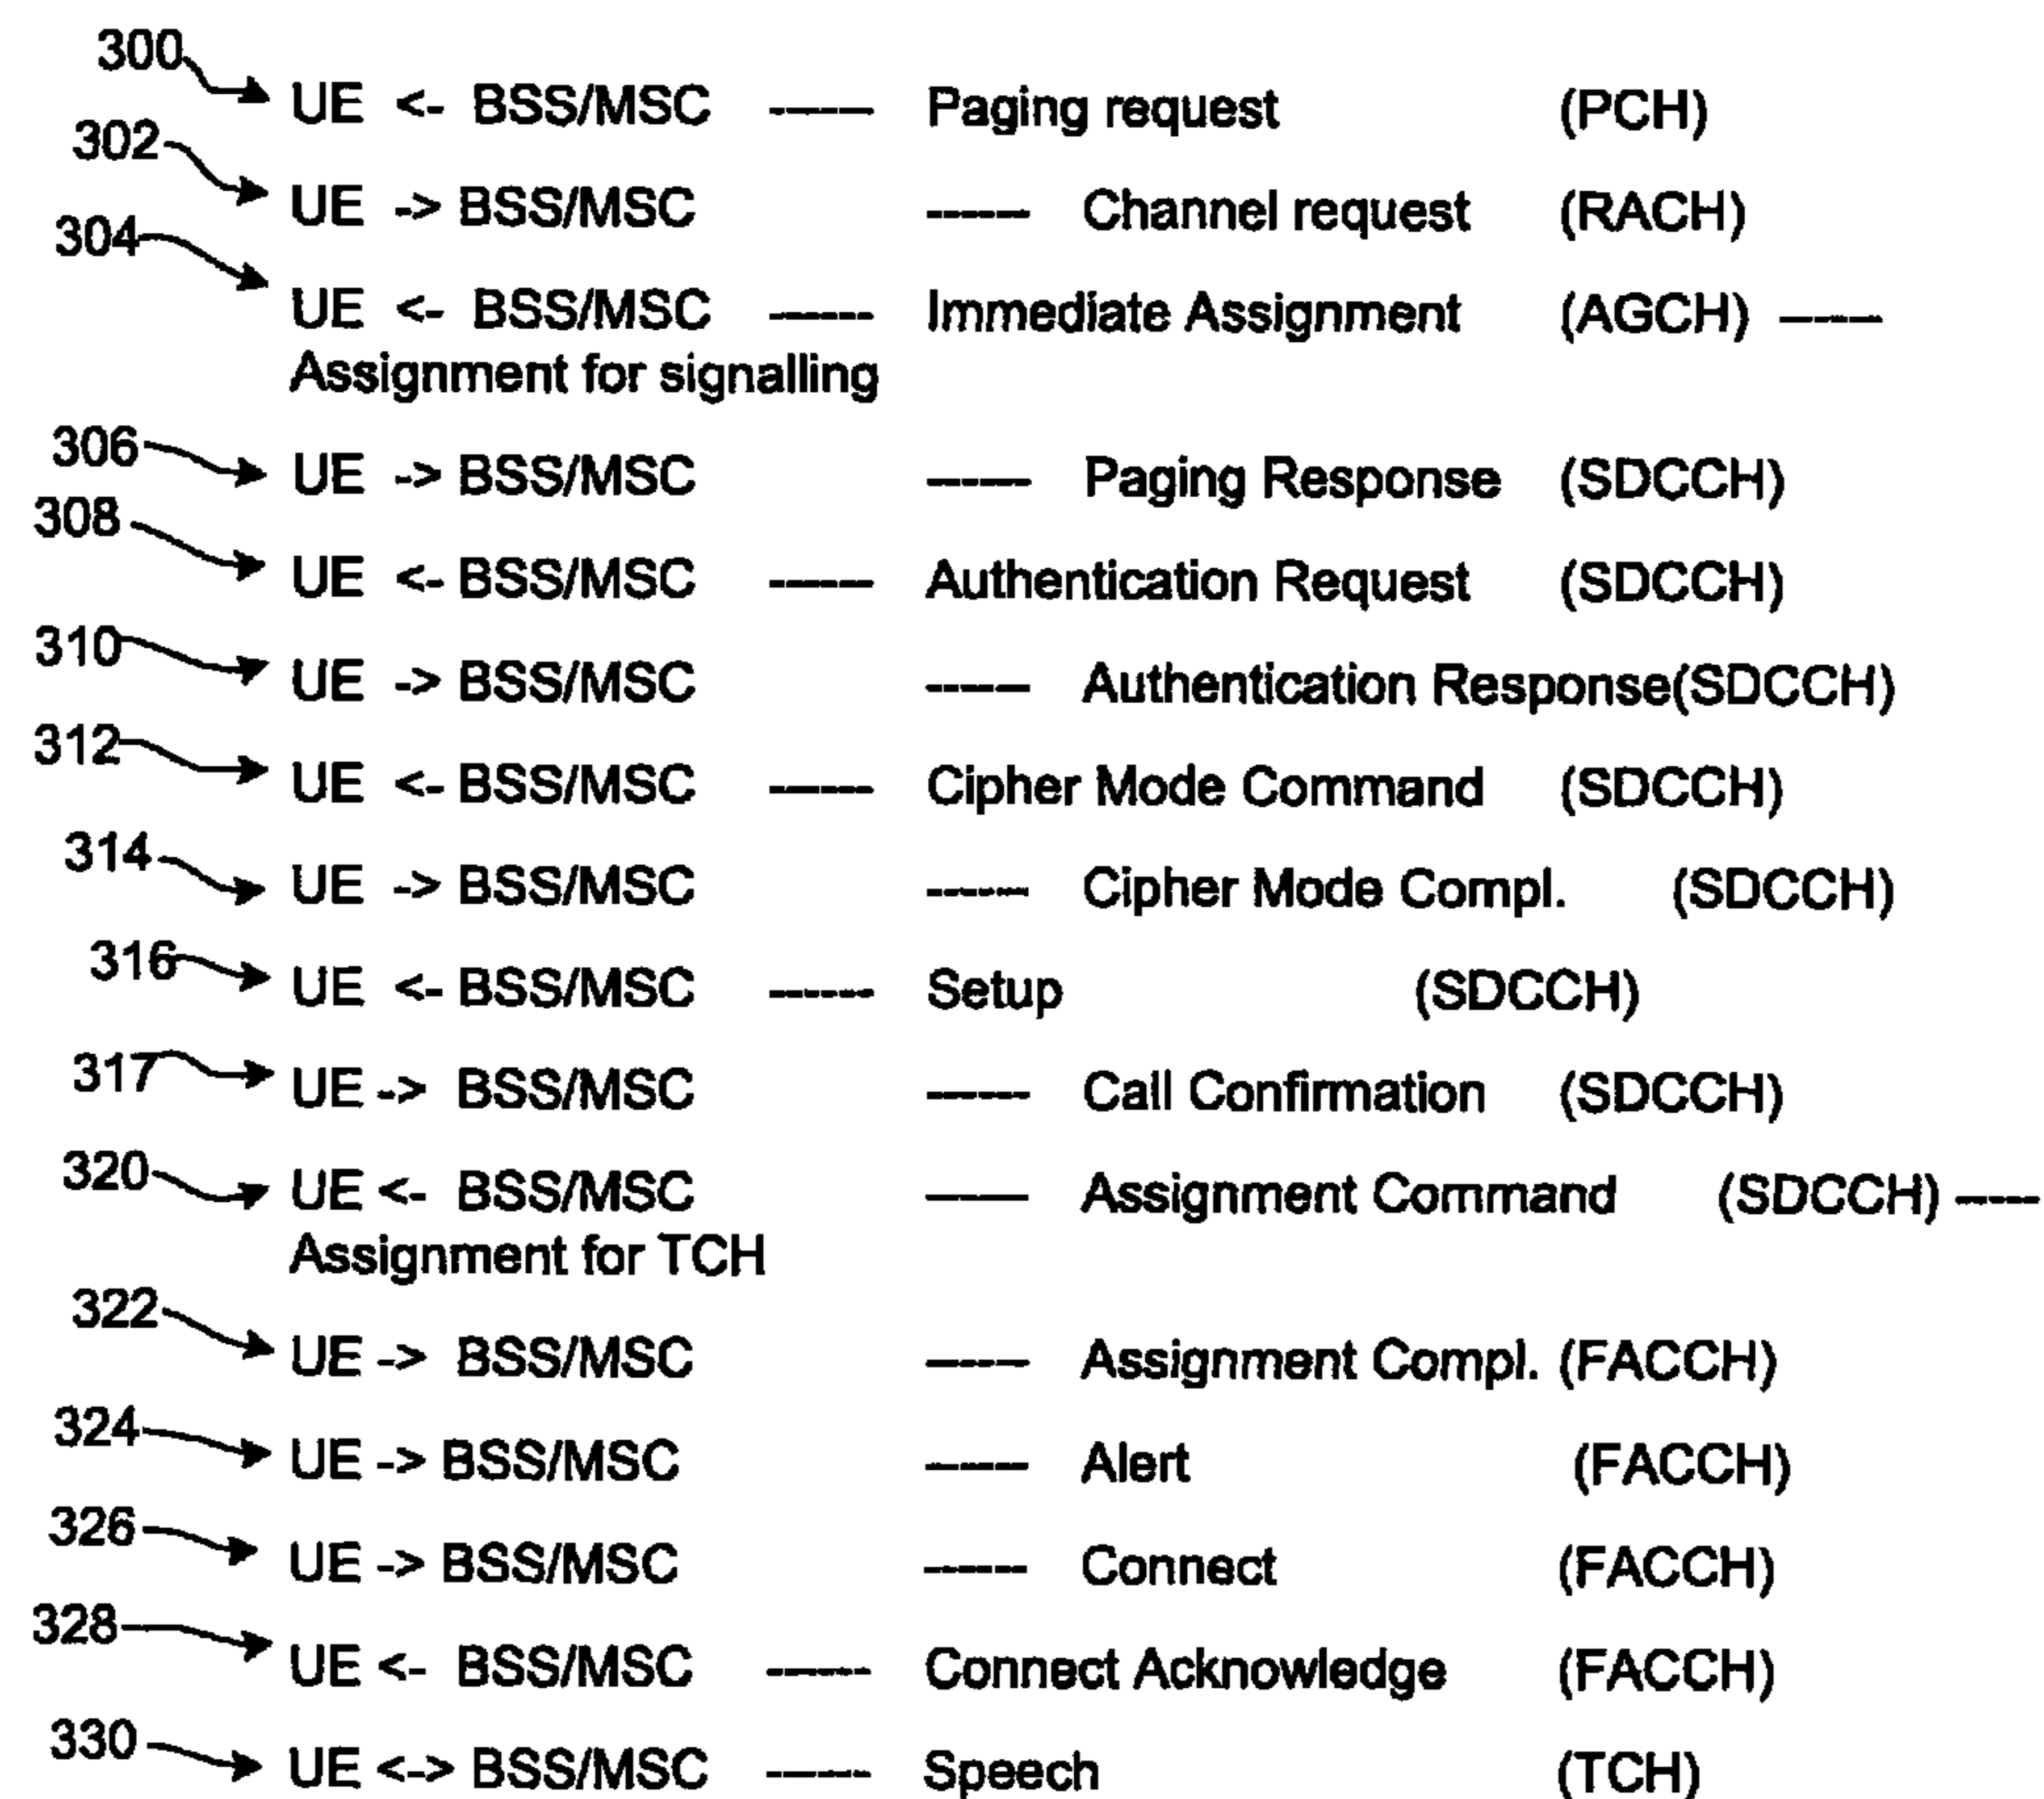 300 UE <- BSS/MSC ------ Paging request (PCH)
302 UE -> BSS/MSC ------ Channel request (RACH)
304 UE <- BSS/MSC ------ Immediate Assignment (AGCH) ------
Assignment for signalling
306 UE -> BSS/MSC ------ Paging Response (SDCCH)
308 UE <- BSS/MSC ------ Authentication Request (SDCCH)
310 UE -> BSS/MSC ------ Authentication Response(SDCCH)
312 UE <- BSS/MSC ------ Cipher Mode Command (SDCCH)
314 UE -> BSS/MSC ------ Cipher Mode Compl. (SDCCH)
316 UE <- BSS/MSC ------ Setup (SDCCH)
317 UE -> BSS/MSC ------ Call Confirmation (SDCCH)
320 UE <- BSS/MSC ------ Assignment Command (SDCCH) -----
Assignment for TCH
322 UE -> BSS/MSC ------ Assignment Compl. (FACCH)
324 UE -> BSS/MSC ------ Alert (FACCH)
326 UE -> BSS/MSC ------ Connect (FACCH)
328 UE <- BSS/MSC ------ Connect Acknowledge (FACCH)
330 UE <-> BSS/MSC ------ Speech (TCH)